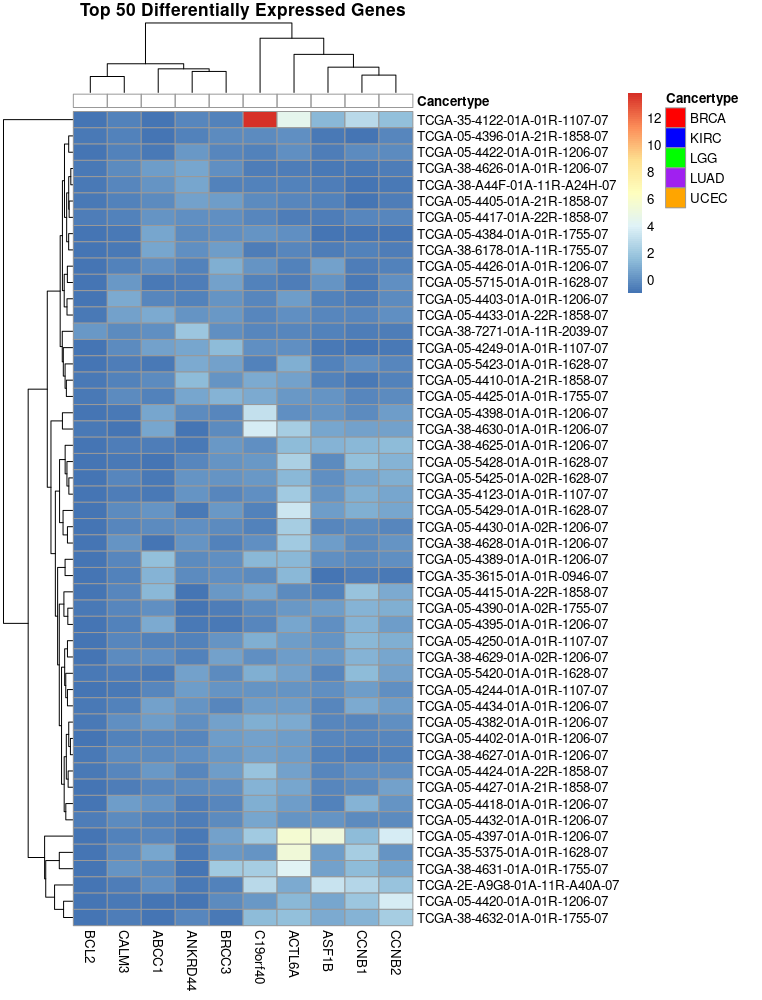 Top 50 Differentially Expressed Genes
Cancertype
TCGA-35-4122-01A-01R-1107-07
TCGA-05-4396-01A-21R-1858-07
TCGA-05-4422-01A-01R-1206-07
TCGA-38-4626-01A-01R-1206-07
TCGA-38-A44F-01A-11R-A24H-07
TCGA-05-4405-01A-21R-1858-07
TCGA-05-4417-01A-22R-1858-07
TCGA-05-4384-01A-01R-1755-07
TCGA-38-6178-01A-11R-1755-07
TCGA-05-4426-01A-01R-1206-07
TCGA-05-5715-01A-01R-1628-07
TCGA-05-4403-01A-01R-1206-07
TCGA-05-4433-01A-22R-1858-07
TCGA-38-7271-01A-11R-2039-07
TCGA-05-4249-01A-01R-1107-07
TCGA-05-5423-01A-01R-1628-07
TCGA-05-4410-01A-21R-1858-07
TCGA-05-4425-01A-01R-1755-07
TCGA-05-4398-01A-01R-1206-07
TCGA-38-4630-01A-01R-1206-07
TCGA-38-4625-01A-01R-1206-07
TCGA-05-5428-01A-01R-1628-07
TCGA-05-5425-01A-02R-1628-07
TCGA-35-4123-01A-01R-1107-07
TCGA-05-5429-01A-01R-1628-07
TCGA-05-4430-01A-02R-1206-07
TCGA-38-4628-01A-01R-1206-07
TCGA-05-4389-01A-01R-1206-07
TCGA-35-3615-01A-01R-0946-07
TCGA-05-4415-01A-22R-1858-07
TCGA-05-4390-01A-02R-1755-07
TCGA-05-4395-01A-01R-1206-07
TCGA-05-4250-01A-01R-1107-07
TCGA-38-4629-01A-02R-1206-07
TCGA-05-5420-01A-01R-1628-07
TCGA-05-4244-01A-01R-1107-07
TCGA-05-4434-01A-01R-1206-07
TCGA-05-4382-01A-01R-1206-07
TCGA-05-4402-01A-01R-1206-07
TCGA-38-4627-01A-01R-1206-07
TCGA-05-4424-01A-22R-1858-07
TCGA-05-4427-01A-21R-1858-07
TCGA-05-4418-01A-01R-1206-07
TCGA-05-4432-01A-01R-1206-07
TCGA-05-4397-01A-01R-1206-07
TCGA-35-5375-01A-01R-1628-07
TCGA-38-4631-01A-01R-1755-07
TCGA-2E-A9G8-01A-11R-A40A-07
TCGA-05-4420-01A-01R-1206-07
TCGA-38-4632-01A-01R-1755-07
BCL2
CALM3
ABCC1
ANKRD44
BRCC3
C19orf40
ACTL6A
ASF1B
CCNB1
CCNB2
12
10
8
6
4
2
0
Cancertype
BRCA
KIRC
LGG
LUAD
UCEC